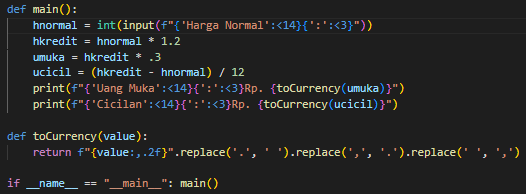 def main():
    hnormal = int(input(f"{'Harga Normal':<14}{':':<3}"))
    hkredit = hnormal * 1.2
    umuka = hkredit * .3
    ucicil = (hkredit - hnormal) / 12
    print(f"{'Uang Muka':<14}{':':<3}Rp. {toCurrency(umuka)}")
    print(f"{'Cicilan':<14}{':':<3}Rp. {toCurrency(ucicil)}")

def toCurrency(value):
    return f"{value:,.2f}".replace('.', ' ').replace(',', '.').replace(' ', ',')

if __name__ == "__main__": main()